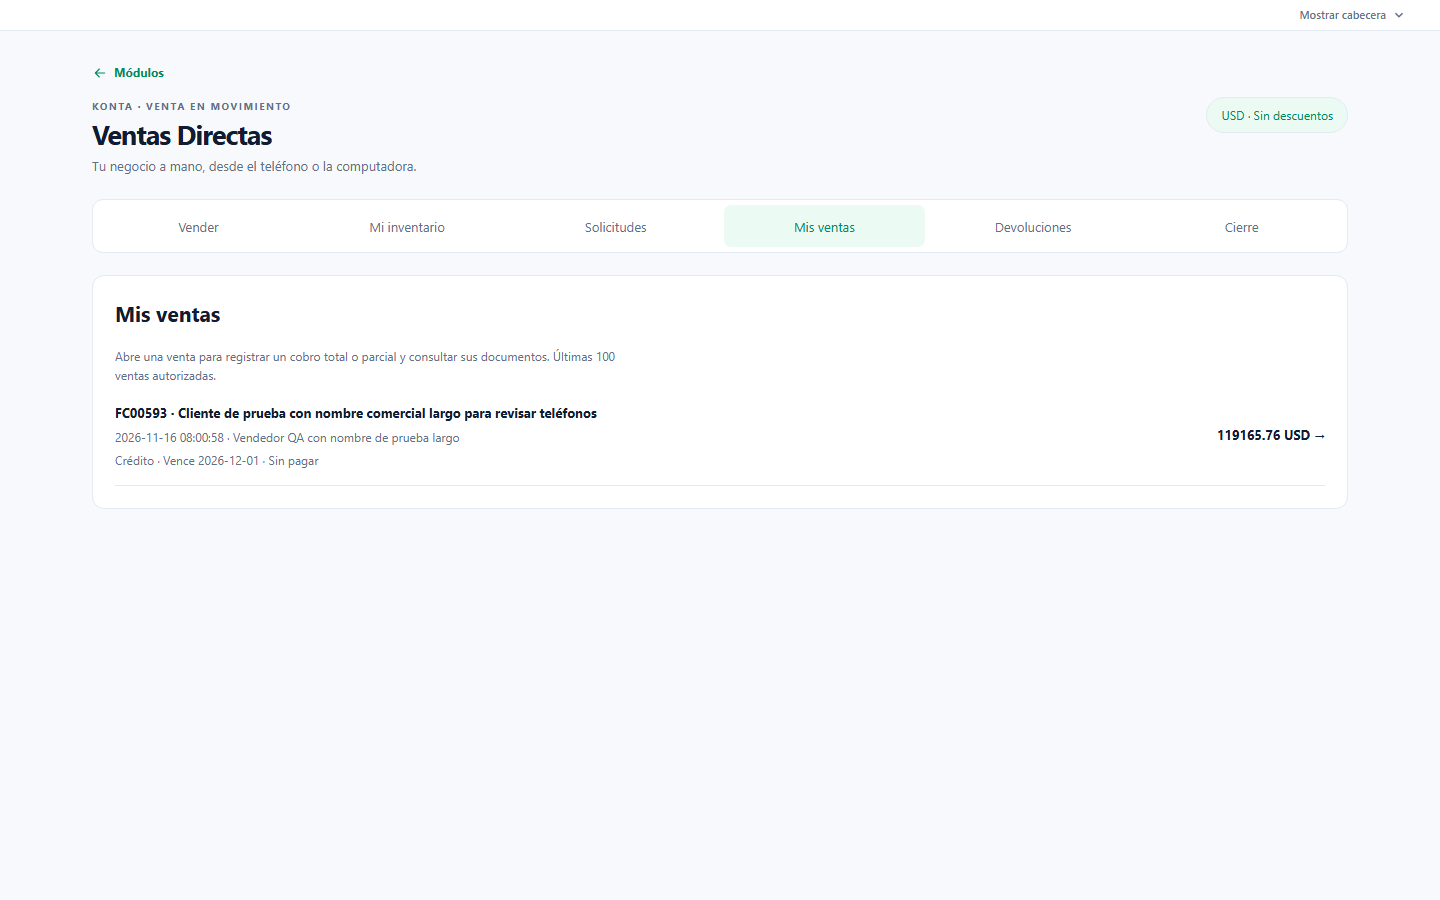 Mostrar cabecera
← Módulos
KONTA · VENTA EN MOVIMIENTO
Ventas Directas
Tu negocio a mano, desde el teléfono o la computadora.
USD · Sin descuentos
Vender
Mi inventario
Solicitudes
Mis ventas
Devoluciones
Cierre
Mis ventas
Abre una venta para registrar un cobro total o parcial y consultar sus documentos. Últimas 100
ventas autorizadas.
FC00593 · Cliente de prueba con nombre comercial largo para revisar teléfonos
2026-11-16 08:00:58 · Vendedor QA con nombre de prueba largo
Crédito · Vence 2026-12-01 · Sin pagar
119165.76 USD →